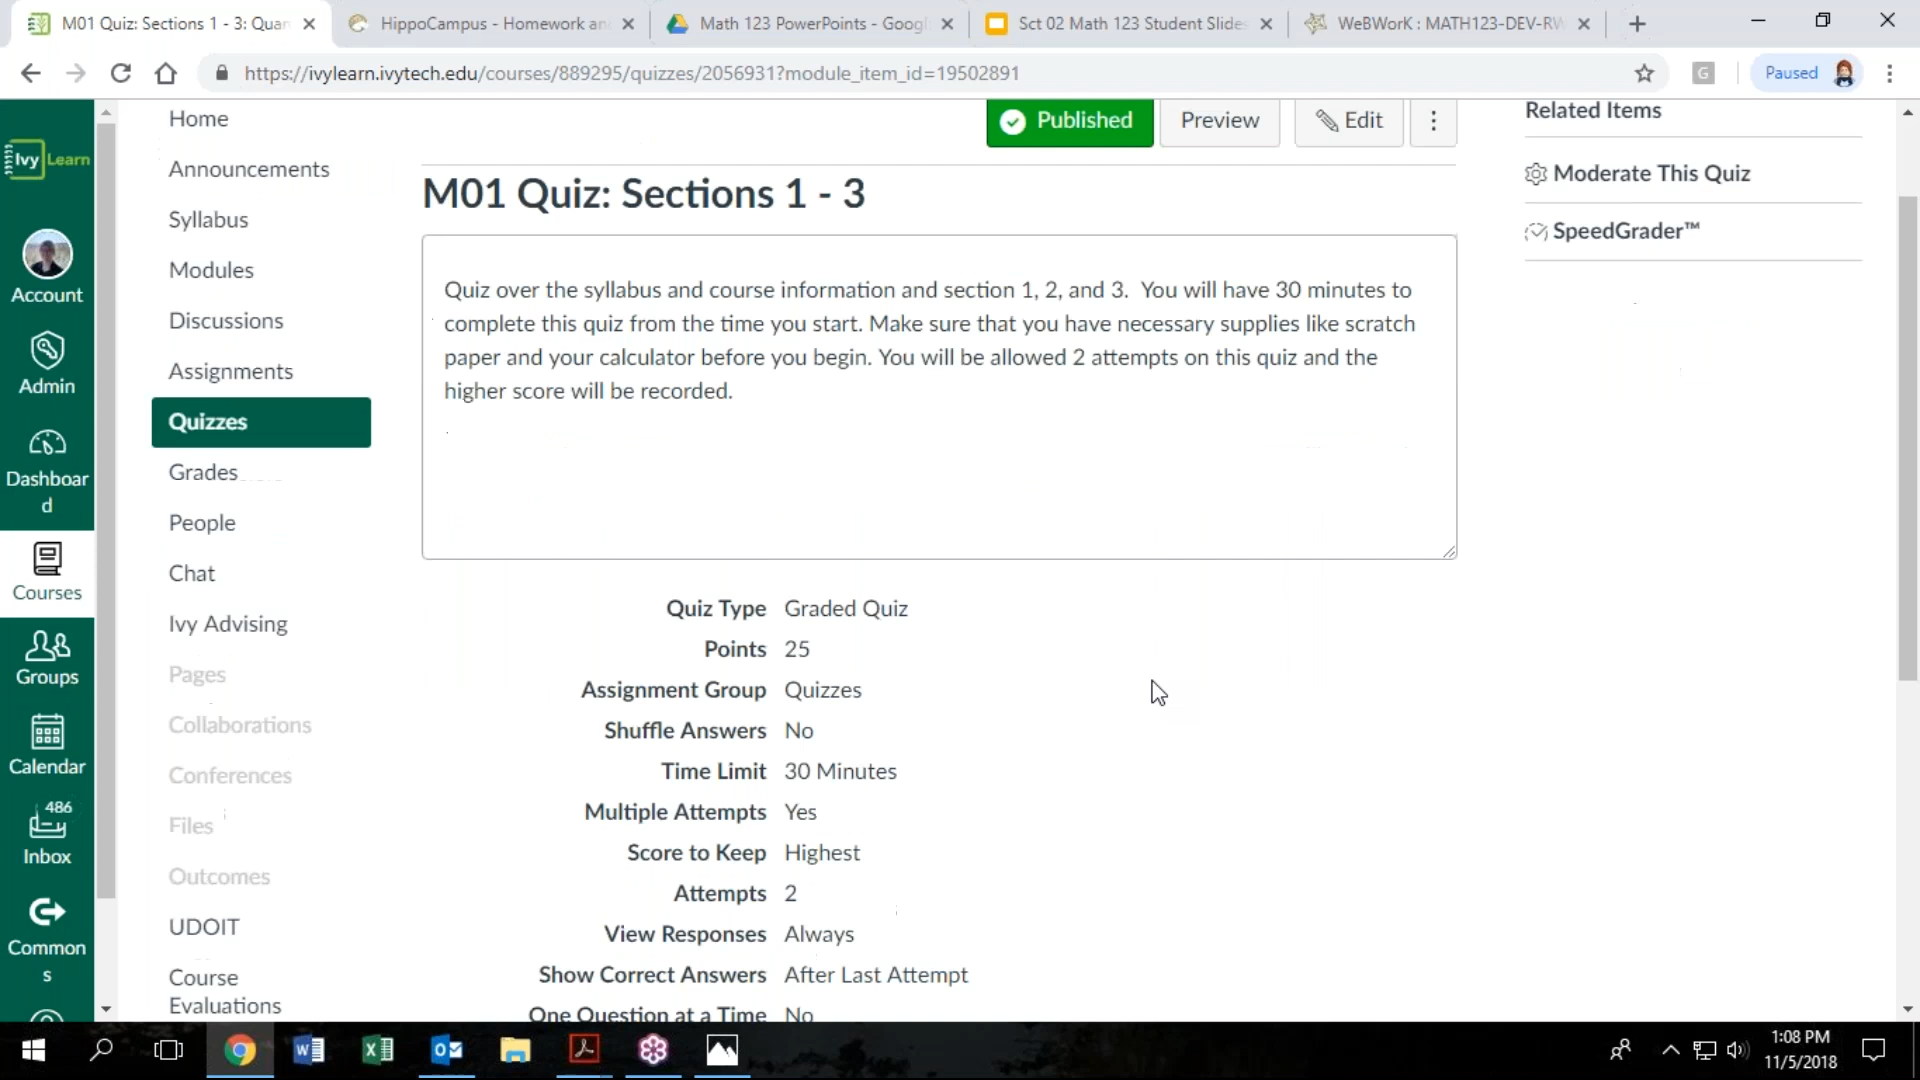 M01 Quiz: Sections 1 - 3: Quan
HippoCampus - Homework an
Math 123 PowerPoints - Googl
Sct 02 Math 123 Student Slides
WeBWorK : MATH123-DEV-RW
https://ivylearn.ivytech.edu/courses/889295/quizzes/2056931?module_item_id=19502891
G
Paused
Ivy Learn
Account
Admin
Dashboar
d
Courses
Groups
Calendar
486
Inbox
Common
s
Home
Announcements
Syllabus
Modules
Discussions
Assignments
Quizzes
Grades
People
Chat
Ivy Advising
Pages
Collaborations
Conferences
Files
Outcomes
UDOIT
Course
Evaluations
Published
Preview
Edit
M01 Quiz: Sections 1 - 3
Quiz over the syllabus and course information and section 1, 2, and 3.  You will have 30 minutes to
complete this quiz from the time you start. Make sure that you have necessary supplies like scratch
paper and your calculator before you begin. You will be allowed 2 attempts on this quiz and the
higher score will be recorded.
Quiz Type Graded Quiz
Points 25
Assignment Group Quizzes
Shuffle Answers No
Time Limit 30 Minutes
Multiple Attempts Yes
Score to Keep Highest
Attempts 2
View Responses Always
Show Correct Answers After Last Attempt
One Question at a Time No
Related Items
Moderate This Quiz
SpeedGrader™
1:08 PM
11/5/2018